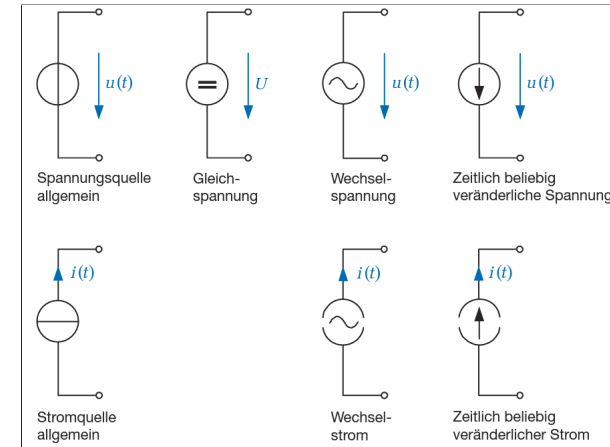 u(t)
U
u(t)
u(t)
Spannungsquelle
allgemein
Gleich-
spannung
Wechsel-
spannung
Zeitlich beliebig
veränderliche Spannung
i(t)
i(t)
i(t)
Stromquelle
allgemein
Wechsel-
strom
Zeitlich beliebig
veränderlicher Strom